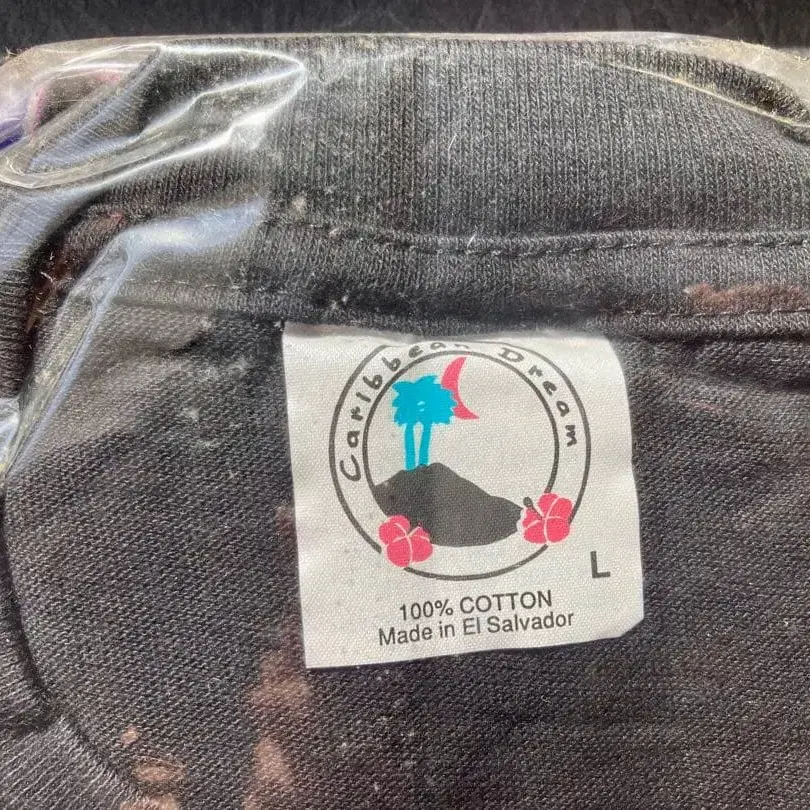 Caribbean Dream
L
100% COTTON
Made in El Salvador